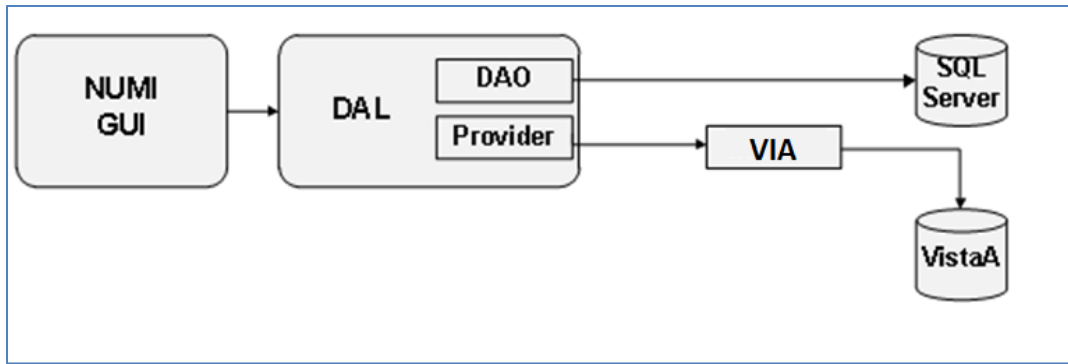 NUMI
GUI
DAL
DAO
Provider
VIA
SQL
Server
VistaA